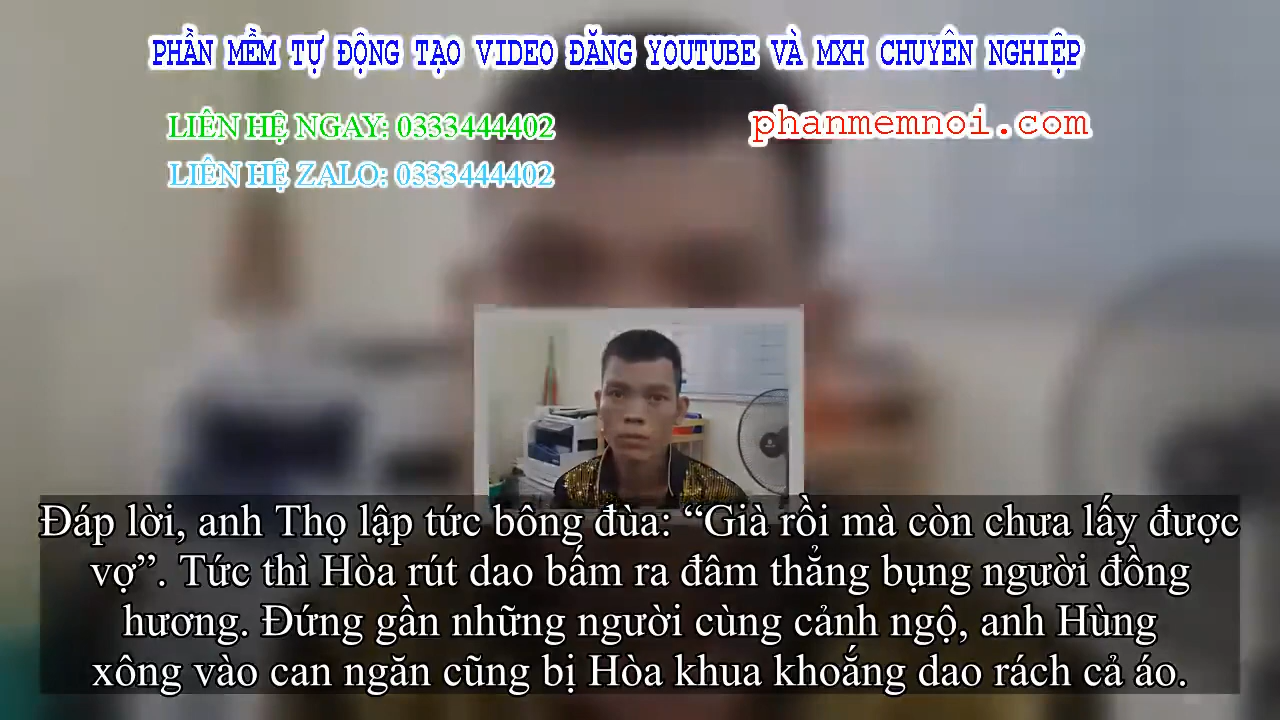 PHẦN MỀM TỰ ĐỘNG TẠO VIDEO ĐĂNG YOUTUBE VÀ MXH CHUYÊN NGHIỆP
LIÊN HỆ NGAY: 0333444402
phanmemnoi.com
LIÊN HỆ ZALO: 0333444402
Đáp lời, anh Thọ lập tức bông đùa: “Già rồi mà còn chưa lấy được
vợ”. Tức thì Hòa rút dao bấm ra đâm thẳng bụng người đồng
hương. Đứng gần những người cùng cảnh ngộ, anh Hùng
xông vào can ngăn cũng bị Hòa khua khoắng dao rách cả áo.